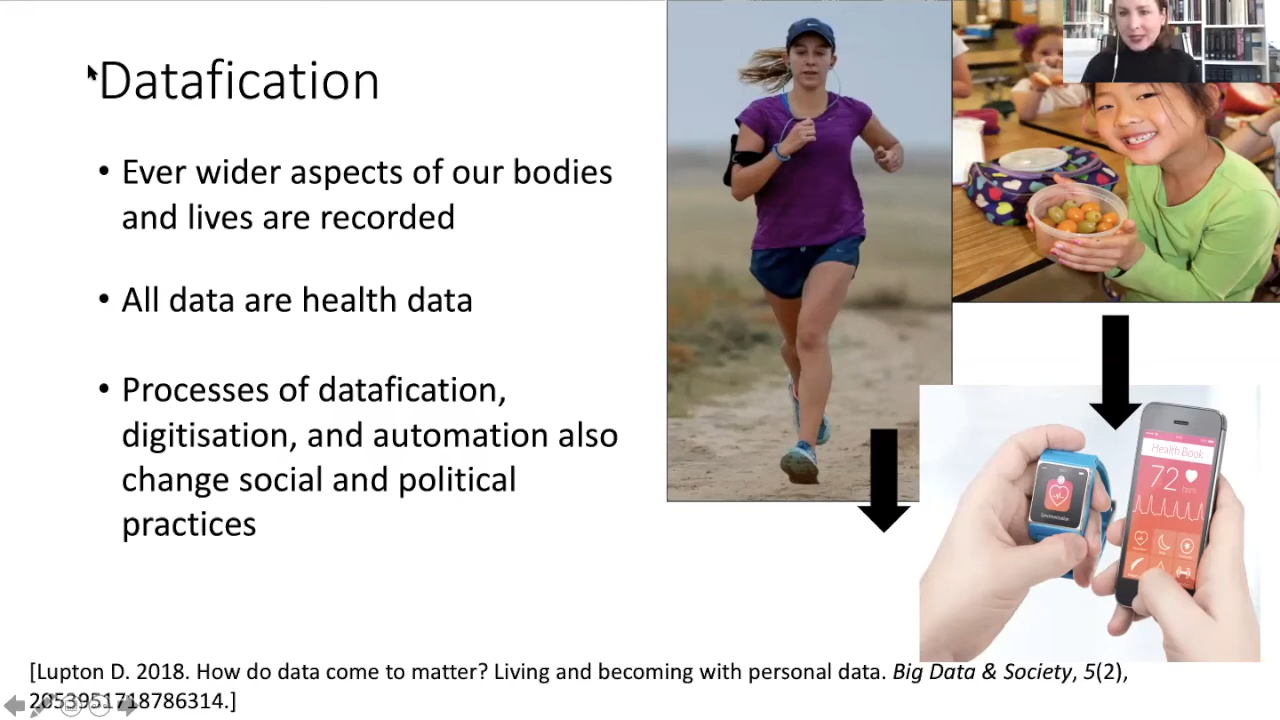 Datafication
• Ever wider aspects of our bodies
and lives are recorded
• All data are health data
• Processes of datafication,
digitisation, and automation also
change social and political
practices
Health Book
72
[Lupton D. 2018. How do data come to matter? Living and becoming with personal data. Big Data & Society, 5(2),
2053951718786314.]